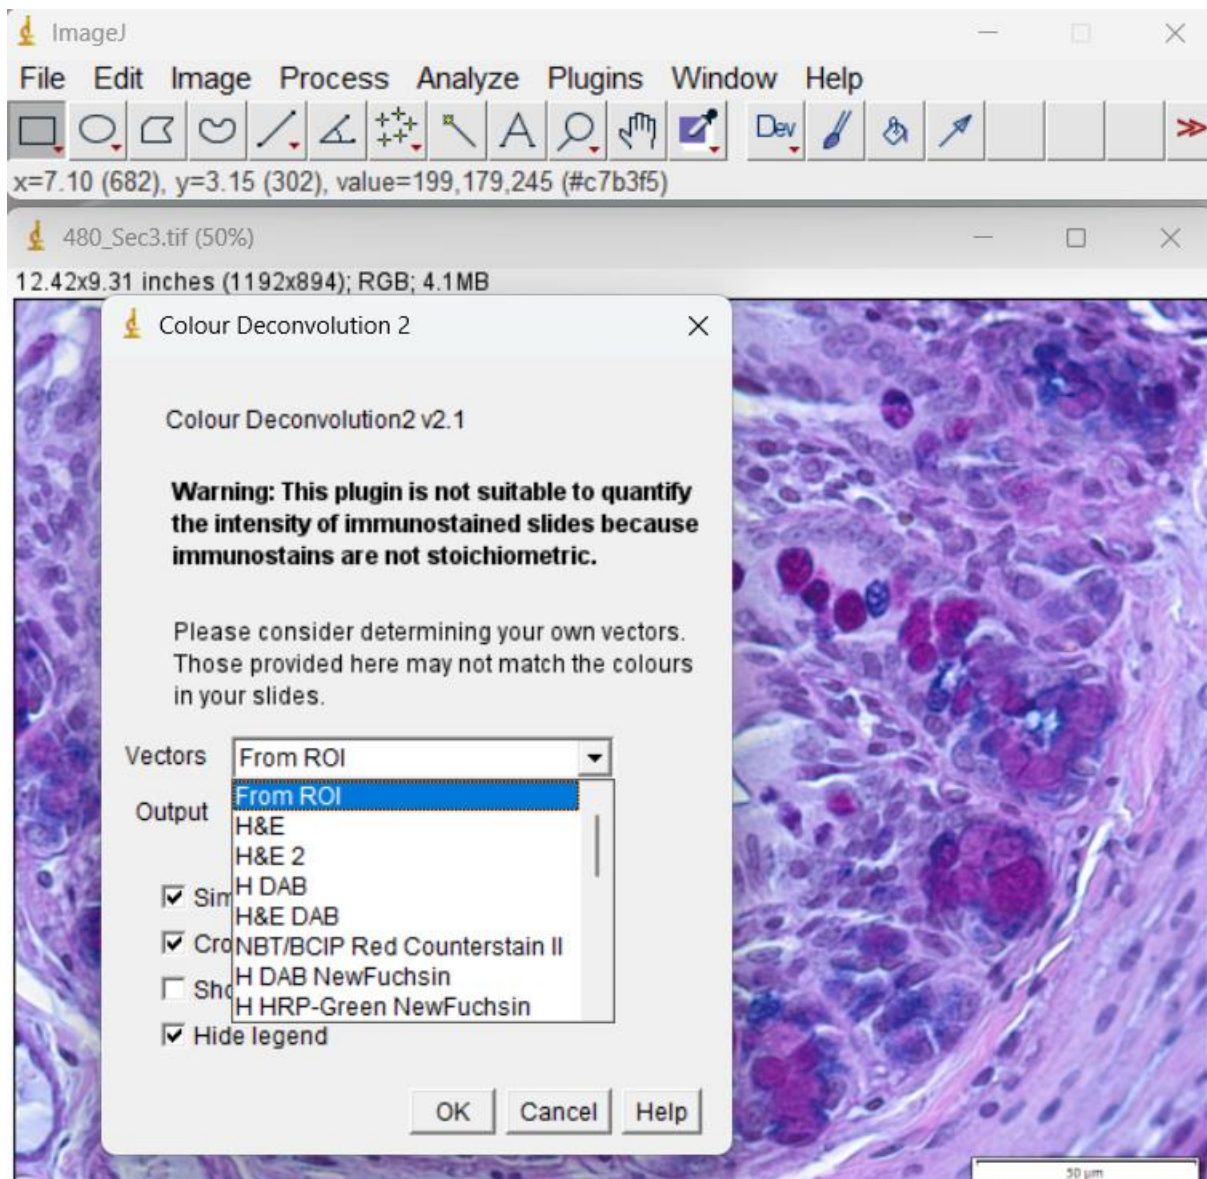 ImageJ
File Edit Image Process Analyze Plugins Window Help
A Dev
x=7.10 (682), y=3.15 (302), value=199,179,245 (#c7b3f5)
480_Sec3.tif (50%)
12.42x9.31 inches (1192x894); RGB; 4.1MB
Colour Deconvolution 2
Colour Deconvolution2 v2.1
Warning: This plugin is not suitable to quantify
the intensity of immunostained slides because
immunostains are not stoichiometric.
Please consider determining your own vectors.
Those provided here may not match the colours
in your slides.
Vectors From ROI
From ROI
Output
H&E
H&E 2
H DAB
Sim
H&E DAB
Cro
NBT/BCIP Red Counterstain II
H DAB NewFuchsin
Sho
H HRP-Green NewFuchsin
Hide legend
OK Cancel Help
50 µm